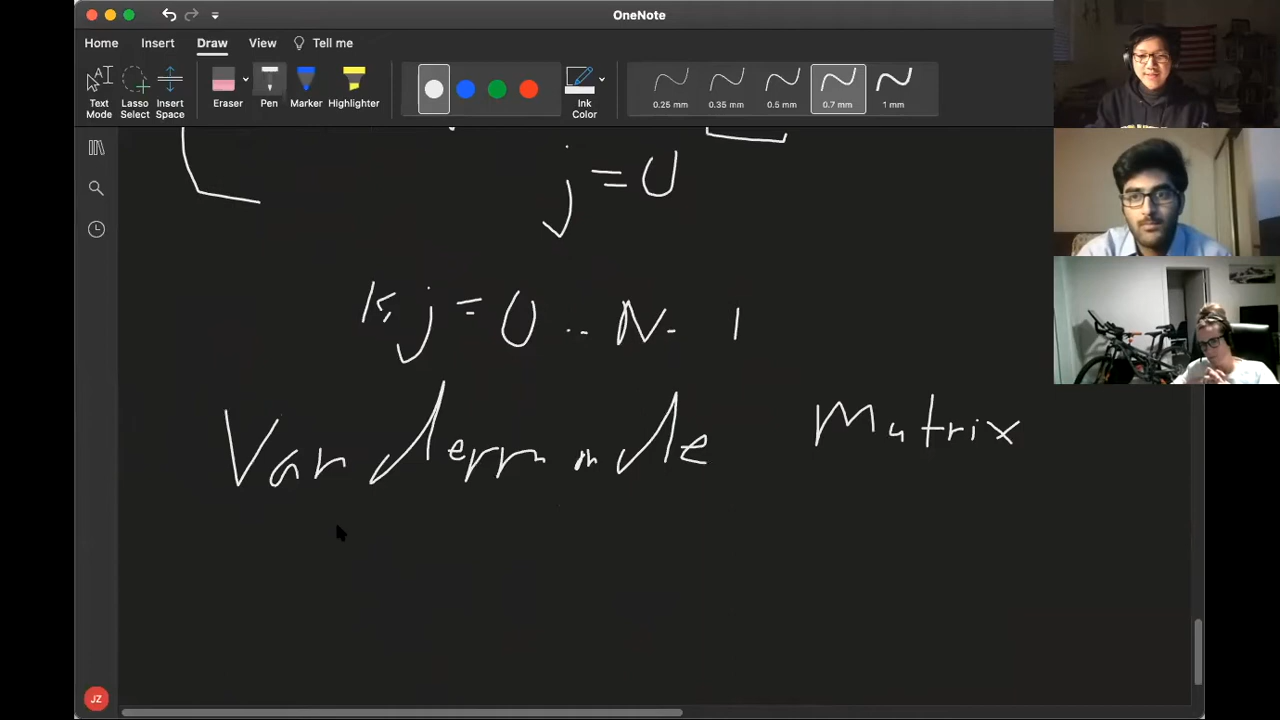 OneNote
Home Insert Draw View Tell me
Text Mode Lasso Select Insert Space Eraser Pen Marker Highlighter Ink Color 0.25 mm 0.35 mm 0.5 mm 0.7 mm 1 mm
j = 0
k, j = 0 .. N - 1
Vandermonde Matrix
JZ